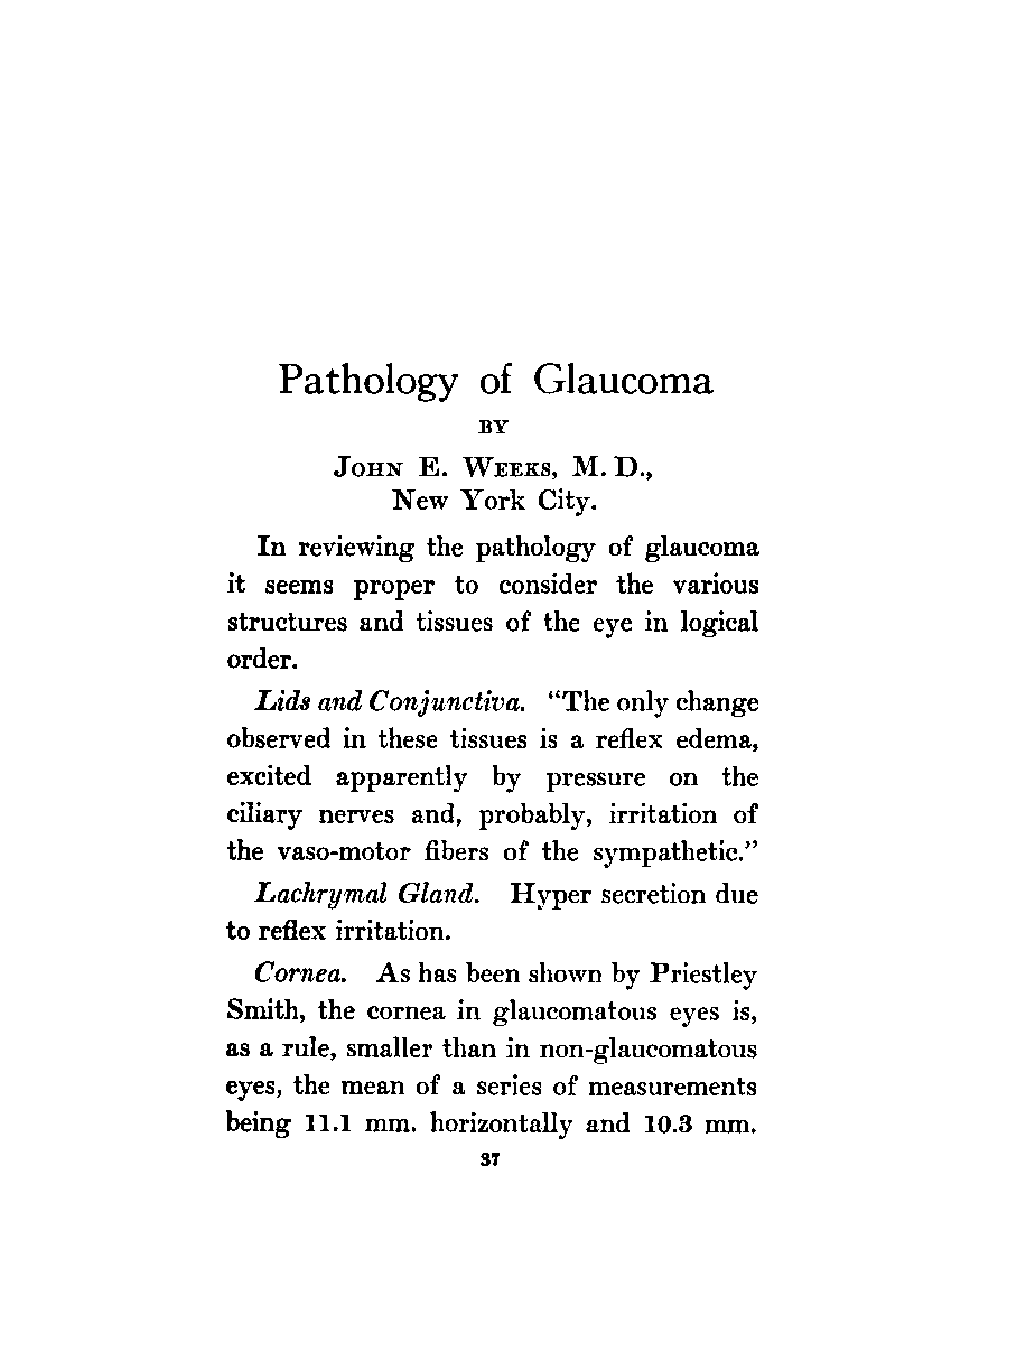 Pathology of Glaucoma
BY
JOHN E. WEEKS, M. D.,
New York City.
In reviewing the pathology of glaucoma
it seems proper to consider the various
structures and tissues of the eye in logical
order.
Lids and Conjunctiva. “The only change
observed in these tissues is a reflex edema,
excited apparently by pressure on the
ciliary nerves and, probably, irritation of
the vaso-motor fibers of the sympathetic.”
Lachrymal Gland. Hyper secretion due
to reflex irritation.
Cornea. As has been shown by Priestley
Smith, the cornea in glaucomatous eyes is,
as a rule, smaller than in non-glaucomatous
eyes, the mean of a series of measurements
being 11.1 mm. horizontally and 10.3 mm.
37